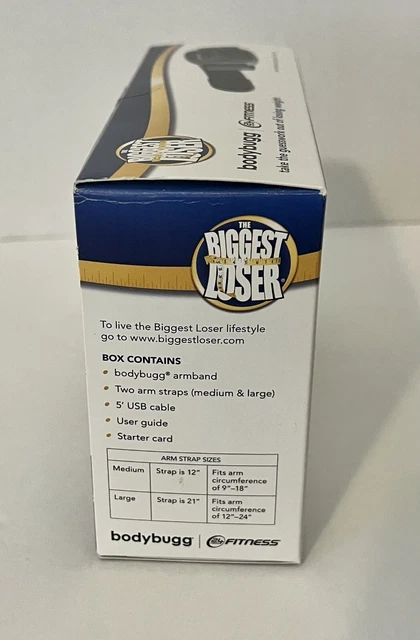 THE
BIGGEST
LOSER
bodybugg | 24 FITNESS
take the guesswork out of losing weight
THE
BIGGEST
LOSER®
To live the Biggest Loser lifestyle
go to www.biggestloser.com
BOX CONTAINS
• bodybugg® armband
• Two arm straps (medium & large)
• 5' USB cable
• User guide
• Starter card
ARM STRAP SIZES
Medium Strap is 12" Fits arm
circumference
of 9"-18"
Large Strap is 21" Fits arm
circumference
of 12"-24"
bodybugg | 24 FITNESS